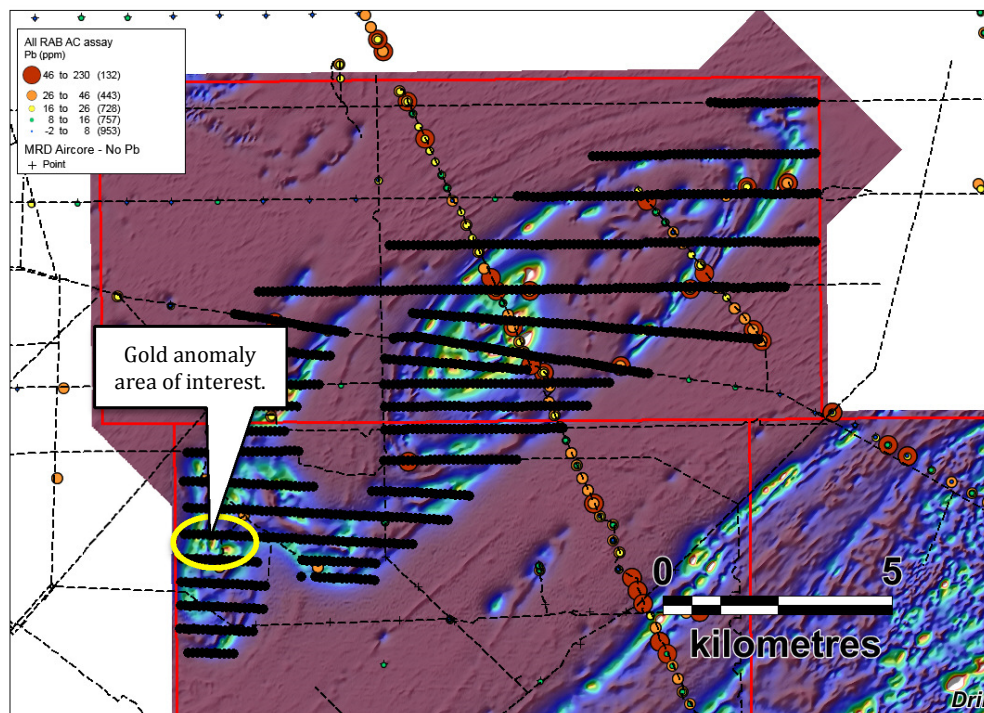 All RAB AC assay
Pb (ppm)
46 to 230 (132)
26 to 46 (443)
16 to 26 (728)
8 to 16 (757)
-2 to 8 (953)
MRD Aircore - No Pb
+ Point
Gold anomaly
area of interest.
0 5
kilometres
Dril